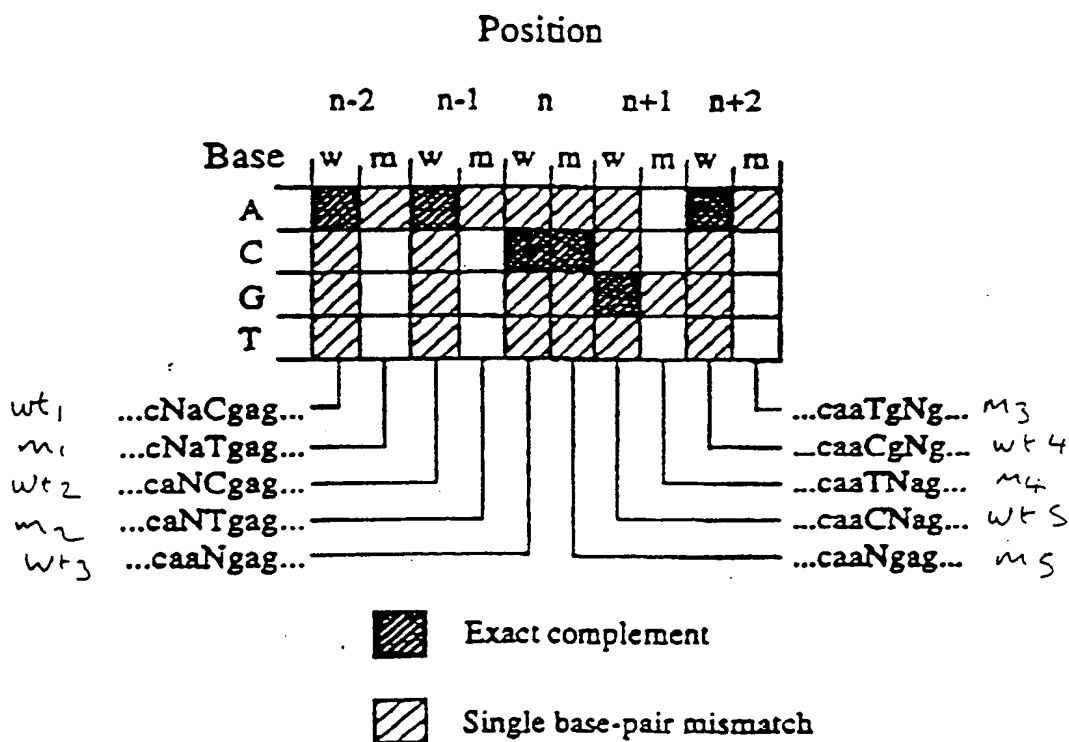 Position
n-2 n-1 n n+1 n+2
Base w m w m w m w m w m
A
C
G
T
wt1 ...cNaCgag...
m1 ...cNaTgag...
wt2 ...caNCgag...
m2 ...caNTgag...
wt3 ...caaNgag...
...caaTgNg... m3
...caaCgNg... wt4
...caaTNag... m4
...caaCNag... wt5
...caaNgag... m5
Exact complement
Single base-pair mismatch